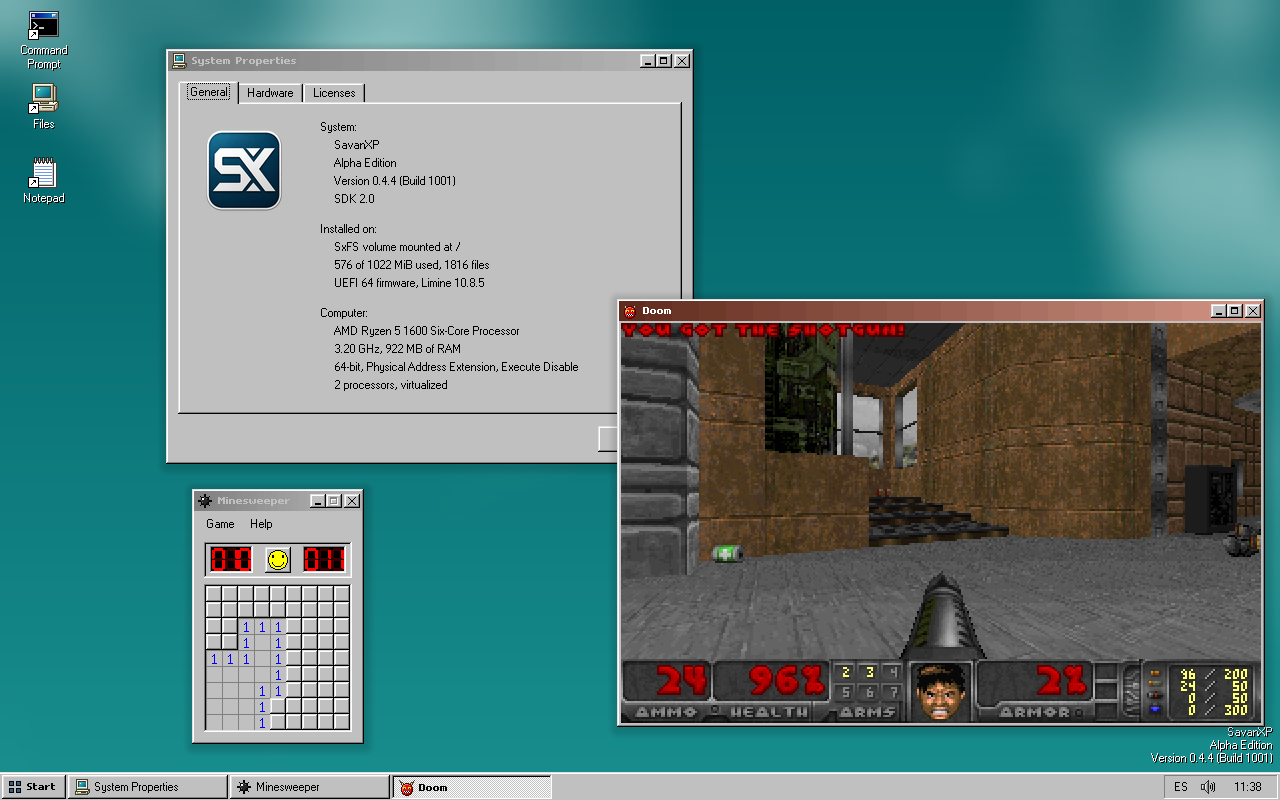 Command
Prompt
Files
Notepad
System Properties
General Hardware Licenses
SX
System:
SavanXP
Alpha Edition
Version 0.4.4 (Build 1001)
SDK 2.0
Installed on:
SxFS volume mounted at /
576 of 1022 MiB used, 1816 files
UEFI 64 firmware, Limine 10.8.5
Computer:
AMD Ryzen 5 1600 Six-Core Processor
3.20 GHz, 922 MB of RAM
64-bit, Physical Address Extension, Execute Disable
2 processors, virtualized
Doom
YOU GOT THE SHOTGUN!
24 96% 2 3 4 2% 96 / 200
24 / 50
5 6 7 0 / 50
0 / 300
AMMO HEALTH ARMS ARMOR
Minesweeper
Game Help
010 011
1 1 1
1 1
1 1 1 1
1
1 1
1
1
SavanXP
Alpha Edition
Version 0.4.4 (Build 1001)
Start System Properties Minesweeper Doom ES 11:38